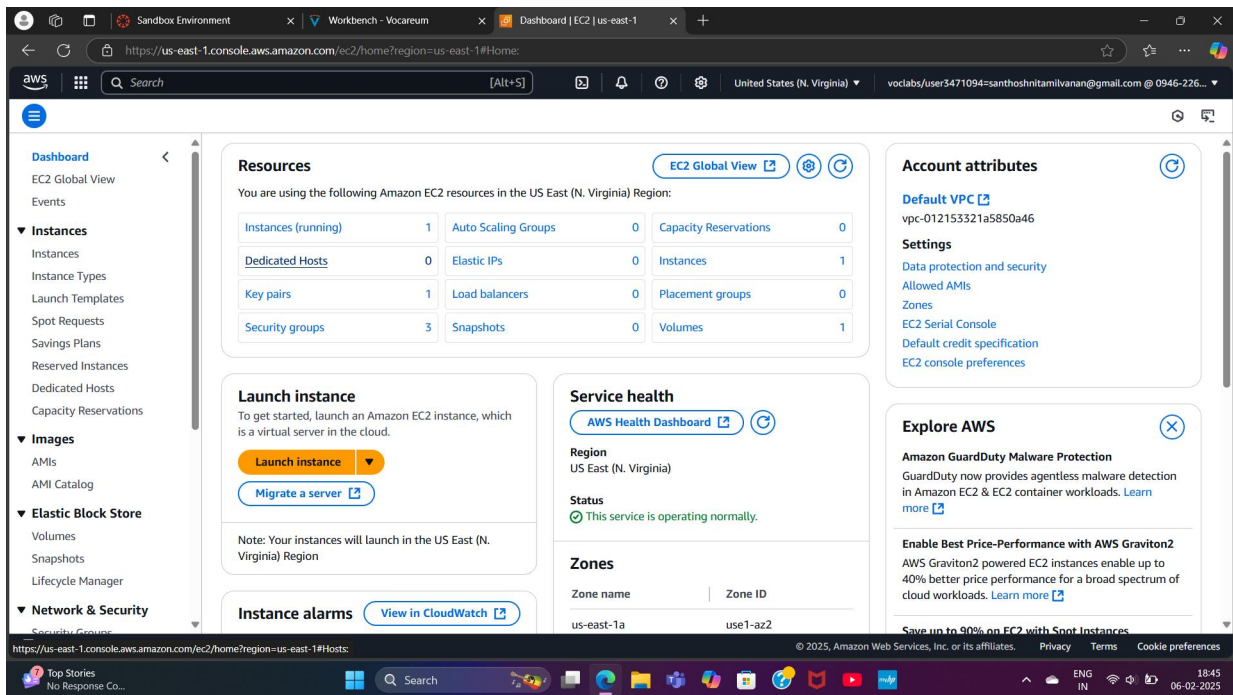 Sandbox Environment
Workbench - Vocareum
Dashboard | EC2 | us-east-1
https://us-east-1.console.aws.amazon.com/ec2/home?region=us-east-1#Home:
aws
Search
[Alt+S]
United States (N. Virginia)
voclabs/user3471094=santhoshnitamilvanan@gmail.com @ 0946-226...
Dashboard
EC2 Global View
Events
Instances
Instances
Instance Types
Launch Templates
Spot Requests
Savings Plans
Reserved Instances
Dedicated Hosts
Capacity Reservations
Images
AMIs
AMI Catalog
Elastic Block Store
Volumes
Snapshots
Lifecycle Manager
Network & Security
Security Groups
Resources
EC2 Global View
You are using the following Amazon EC2 resources in the US East (N. Virginia) Region:
Instances (running) 1
Auto Scaling Groups 0
Capacity Reservations 0
Dedicated Hosts 0
Elastic IPs 0
Instances 1
Key pairs 1
Load balancers 0
Placement groups 0
Security groups 3
Snapshots 0
Volumes 1
Launch instance
To get started, launch an Amazon EC2 instance, which
is a virtual server in the cloud.
Launch instance
Migrate a server
Note: Your instances will launch in the US East (N.
Virginia) Region
Instance alarms
View in CloudWatch
Service health
AWS Health Dashboard
Region
US East (N. Virginia)
Status
This service is operating normally.
Zones
Zone name
Zone ID
us-east-1a
use1-az2
Account attributes
Default VPC
vpc-012153321a5850a46
Settings
Data protection and security
Allowed AMIs
Zones
EC2 Serial Console
Default credit specification
EC2 console preferences
Explore AWS
Amazon GuardDuty Malware Protection
GuardDuty now provides agentless malware detection
in Amazon EC2 & EC2 container workloads. Learn
more
Enable Best Price-Performance with AWS Graviton2
AWS Graviton2 powered EC2 instances enable up to
40% better price performance for a broad spectrum of
cloud workloads. Learn more
Save up to 90% on EC2 with Spot Instances
https://us-east-1.console.aws.amazon.com/ec2/home?region=us-east-1#Hosts:
© 2025, Amazon Web Services, Inc. or its affiliates.
Privacy
Terms
Cookie preferences
7
Top Stories
No Response Co...
Search
mdp
ENG
IN
18:45
06-02-2025